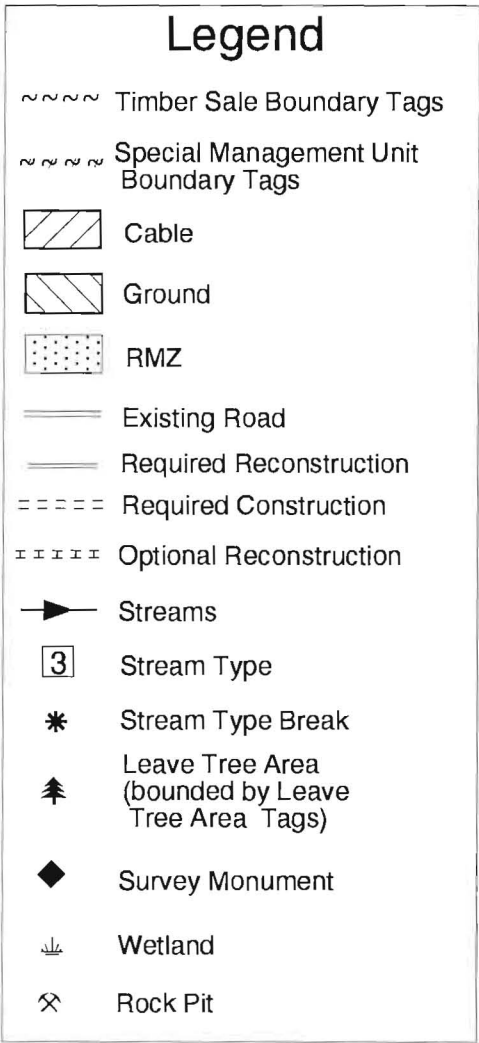 Legend
Timber Sale Boundary Tags
Special Management Unit
Boundary Tags
Cable
Ground
RMZ
Existing Road
Required Reconstruction
Required Construction
Optional Reconstruction
Streams
3 Stream Type
Stream Type Break
Leave Tree Area
(bounded by Leave
Tree Area Tags)
Survey Monument
Wetland
Rock Pit